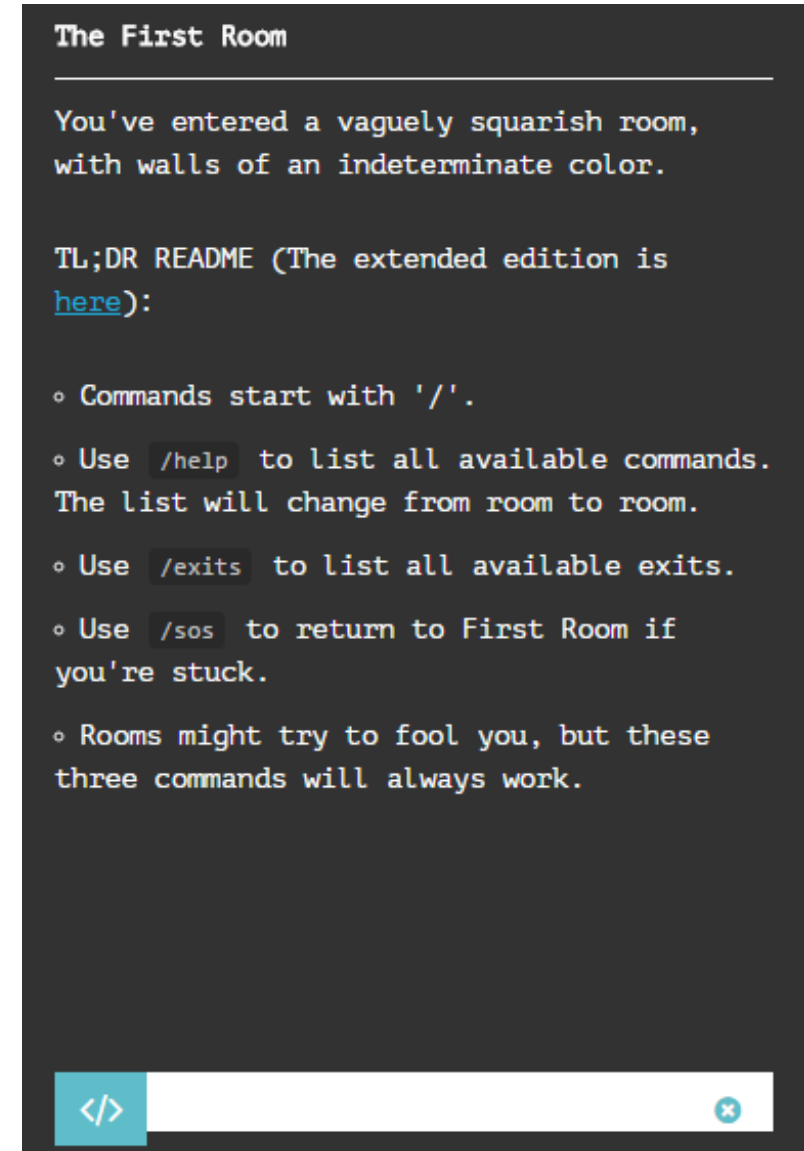 The First Room
You've entered a vaguely squarish room,
with walls of an indeterminate color.
TL;DR README (The extended edition is
here):
◦ Commands start with '/'.
◦ Use /help to list all available commands.
The list will change from room to room.
◦ Use /exits to list all available exits.
◦ Use /sos to return to First Room if
you're stuck.
◦ Rooms might try to fool you, but these
three commands will always work.
</>